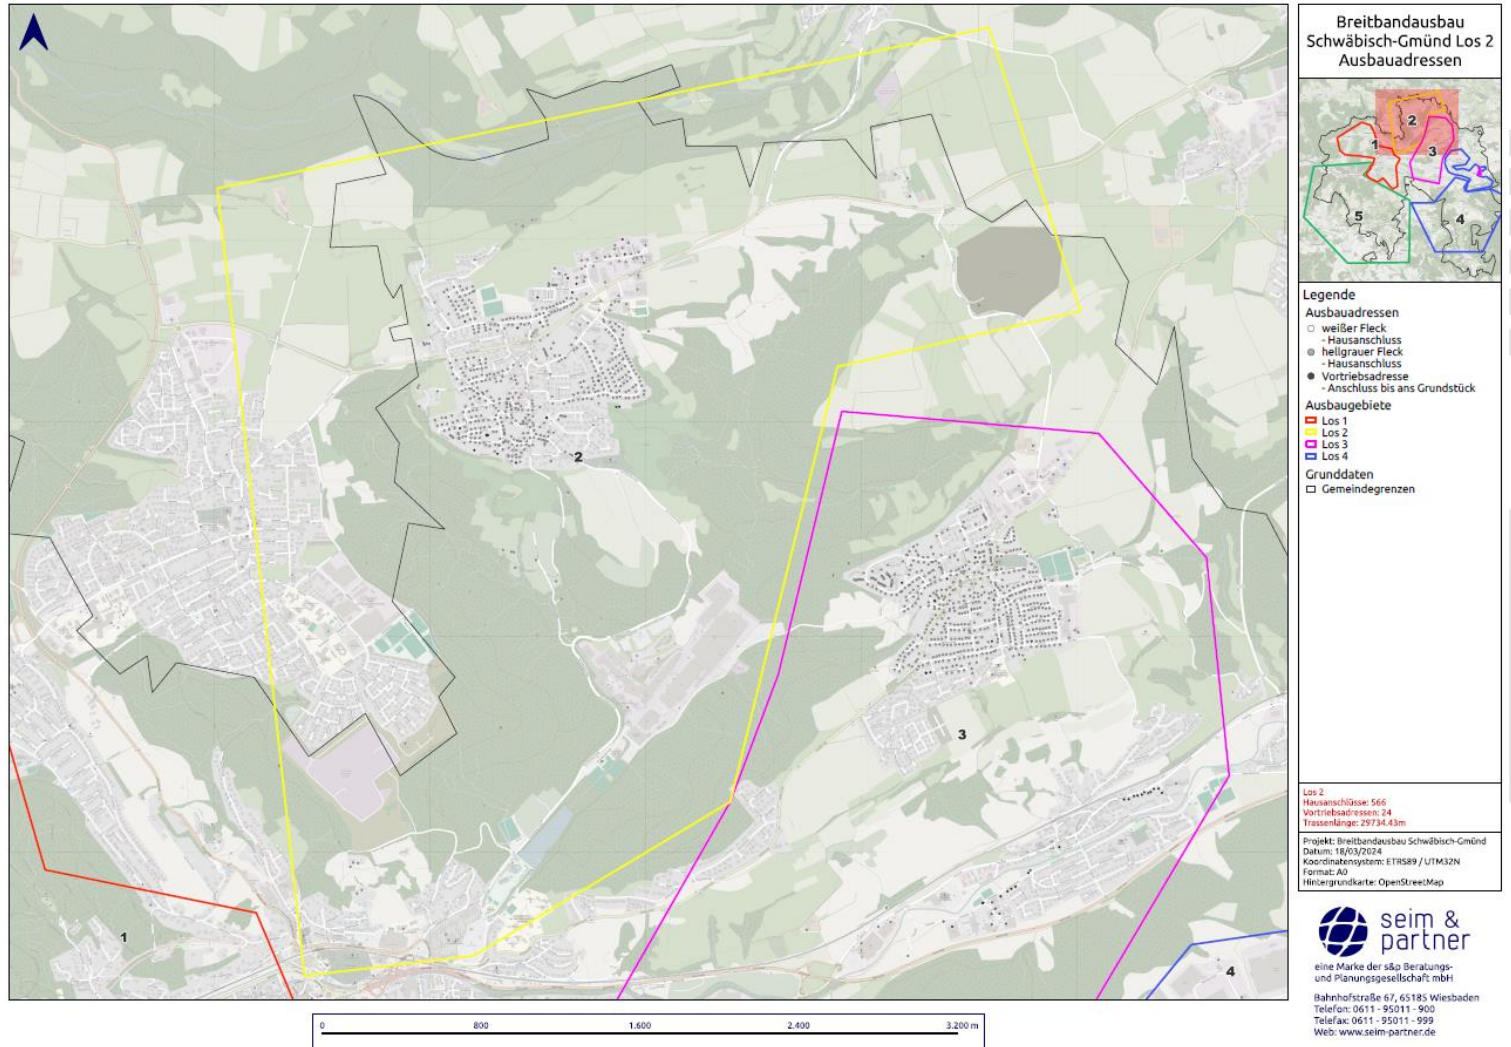 Breitbandausbau
Schwäbisch-Gmünd Los 2
Ausbauadressen
2
1
3
5
4
Legende
Ausbauadressen
weißer Fleck
- Hausanschluss
hellgrauer Fleck
- Hausanschluss
Vortriebsadresse
- Anschluss bis ans Grundstück
Ausbaugebiete
Los 1
Los 2
Los 3
Los 4
Grunddaten
Gemeindegrenzen
2
3
1
4
Los 2
Hausanschlüsse: 566
Vortriebsadressen: 24
Trassenlänge: 29734.43m
Projekt: Breitbandausbau Schwäbisch-Gmünd
Datum: 18/03/2024
Koordinatensystem: ETRS89 / UTM32N
Format: A0
Hintergrundkarte: OpenStreetMap
seim &
partner
eine Marke der s&p Beratungs-
und Planungsgesellschaft mbH
Bahnhofstraße 67, 65185 Wiesbaden
Telefon: 0611 - 95011 - 900
Telefax: 0611 - 95011 - 999
Web: www.seim-partner.de
0 800 1.600 2.400 3.200 m